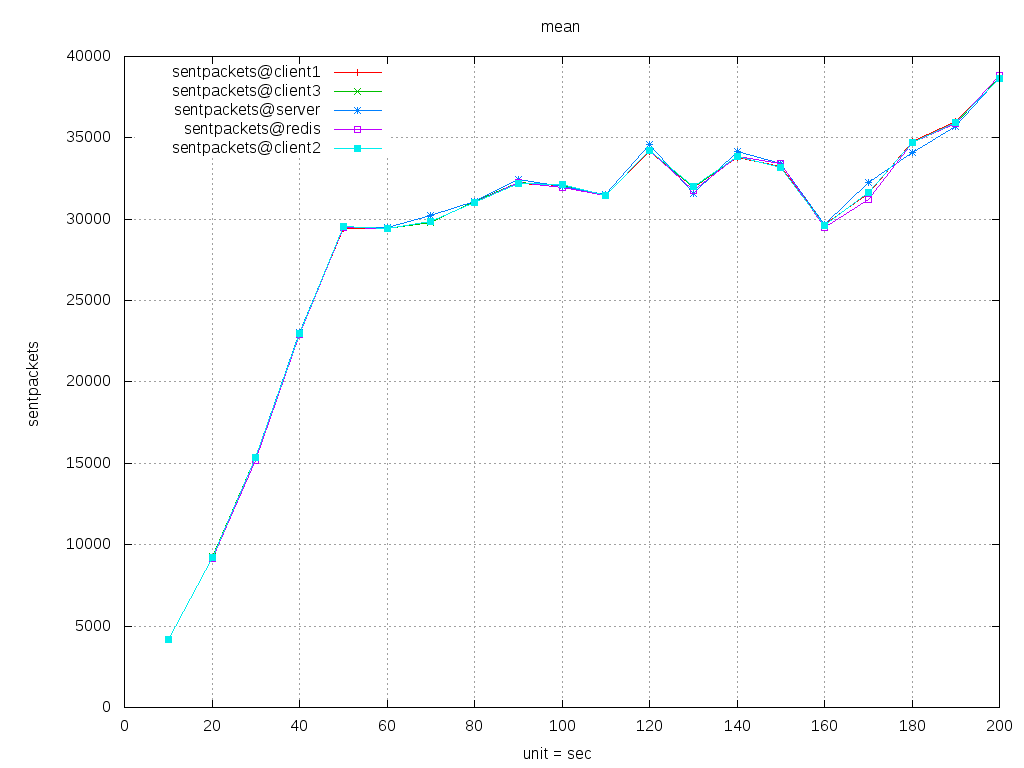 mean
40000
35000
30000
25000
20000
15000
10000
5000
0
sentpackets
sentpackets@client1
sentpackets@client3
sentpackets@server
sentpackets@redis
sentpackets@client2
0 20 40 60 80 100 120 140 160 180 200
unit = sec